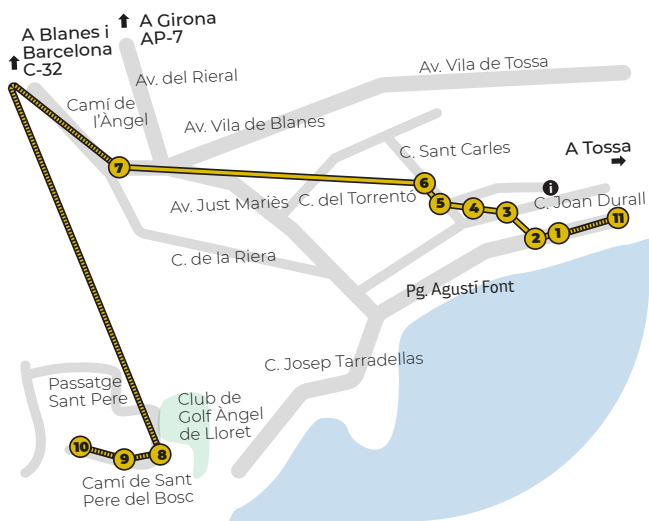 A Blanes i
Barcelona
C-32
A Girona
AP-7
Av. del Rieral
Av. Vila de Tossa
Camí de
l'Àngel
Av. Vila de Blanes
C. Sant Carles
A Tossa
7
6
i
Av. Just Mariès
C. del Torrentó
5
4
3
C. Joan Durall
11
2
1
C. de la Riera
Pg. Agustí Font
C. Josep Tarradellas
Passatge
Sant Pere
Club de
Golf Àngel
de Lloret
10
9
8
Camí de Sant
Pere del Bosc